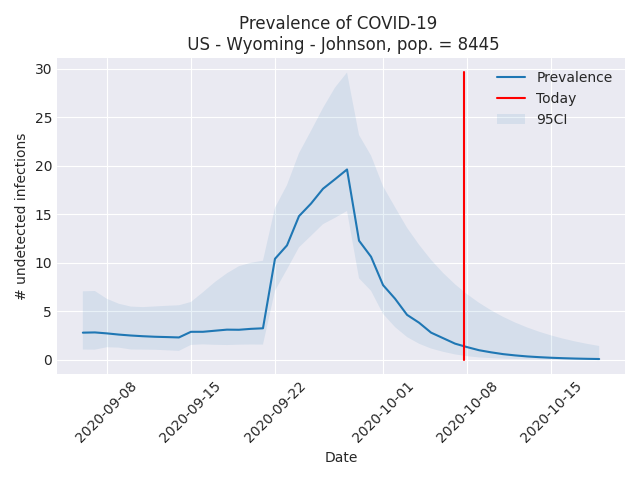 Prevalence of COVID-19
US - Wyoming - Johnson, pop. = 8445
Prevalence
Today
95CI
# undetected infections
30
25
20
15
10
5
0
2020-09-08
2020-09-15
2020-09-22
2020-10-01
2020-10-08
2020-10-15
Date